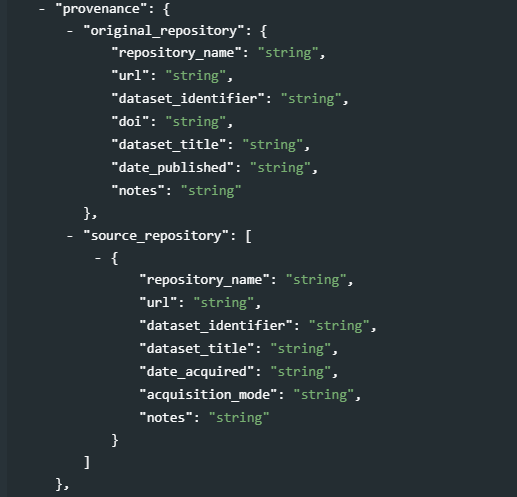 - "provenance": {
- "original_repository": {
"repository_name": "string",
"url": "string",
"dataset_identifier": "string",
"doi": "string",
"dataset_title": "string",
"date_published": "string",
"notes": "string"
},
- "source_repository": [
- {
"repository_name": "string",
"url": "string",
"dataset_identifier": "string",
"dataset_title": "string",
"date_acquired": "string",
"acquisition_mode": "string",
"notes": "string"
}
]
},